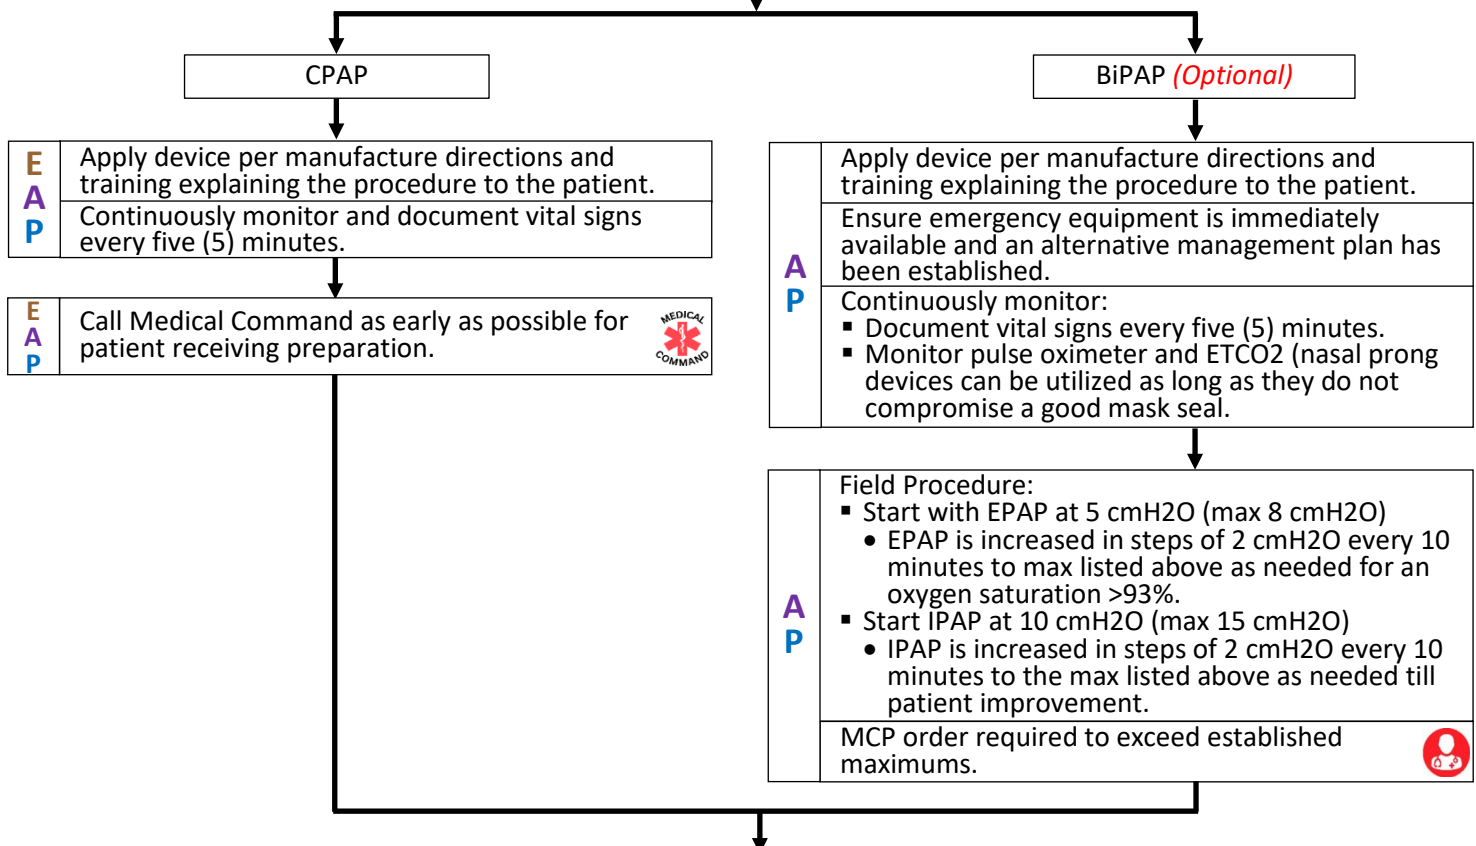 CPAP
E
A
P
Apply device per manufacture directions and
training explaining the procedure to the patient.
Continuously monitor and document vital signs
every five (5) minutes.
E
A
P
Call Medical Command as early as possible for
patient receiving preparation.
MEDICAL
COMMAND
BiPAP (Optional)
A
P
Apply device per manufacture directions and
training explaining the procedure to the patient.
Ensure emergency equipment is immediately
available and an alternative management plan has
been established.
Continuously monitor:
▪ Document vital signs every five (5) minutes.
▪ Monitor pulse oximeter and ETCO2 (nasal prong
devices can be utilized as long as they do not
compromise a good mask seal.
A
P
Field Procedure:
▪ Start with EPAP at 5 cmH2O (max 8 cmH2O)
• EPAP is increased in steps of 2 cmH2O every 10
minutes to max listed above as needed for an
oxygen saturation >93%.
▪ Start IPAP at 10 cmH2O (max 15 cmH2O)
• IPAP is increased in steps of 2 cmH2O every 10
minutes to the max listed above as needed till
patient improvement.
MCP order required to exceed established
maximums.